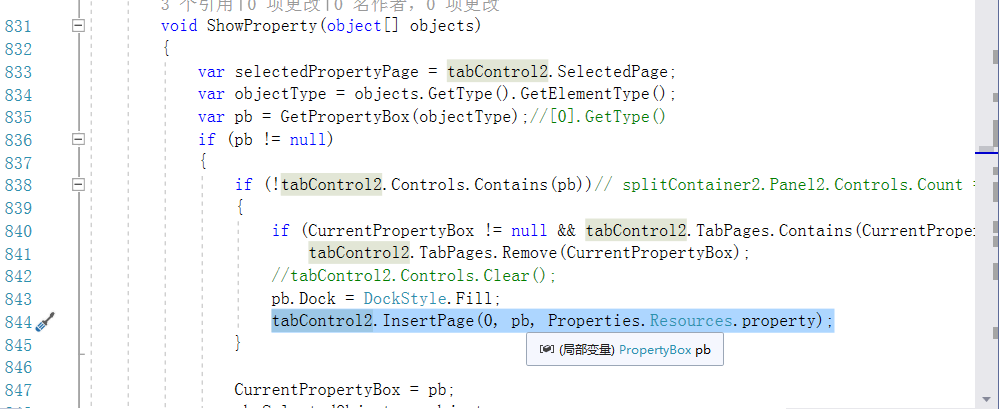 3 个引用|0 项更改|0 名作者, 0 项更改
831 void ShowProperty(object[] objects)
832 {
833 var selectedPropertyPage = tabControl2.SelectedPage;
834 var objectType = objects.GetType().GetElementType();
835 var pb = GetPropertyBox(objectType);//[0].GetType()
836 if (pb != null)
837 {
838 if (!tabControl2.Controls.Contains(pb))// splitContainer2.Panel2.Controls.Count =
839 {
840 if (CurrentPropertyBox != null && tabControl2.TabPages.Contains(CurrentPrope
841 tabControl2.TabPages.Remove(CurrentPropertyBox);
842 //tabControl2.Controls.Clear();
843 pb.Dock = DockStyle.Fill;
844 tabControl2.InsertPage(0, pb, Properties.Resources.property);
845 }
(局部变量) PropertyBox pb
846
847 CurrentPropertyBox = pb;